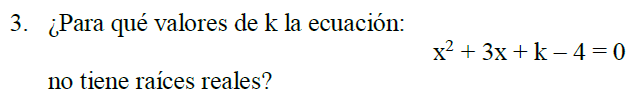 3. ¿Para qué valores de k la ecuación:
x² + 3x + k – 4 = 0
no tiene raíces reales?